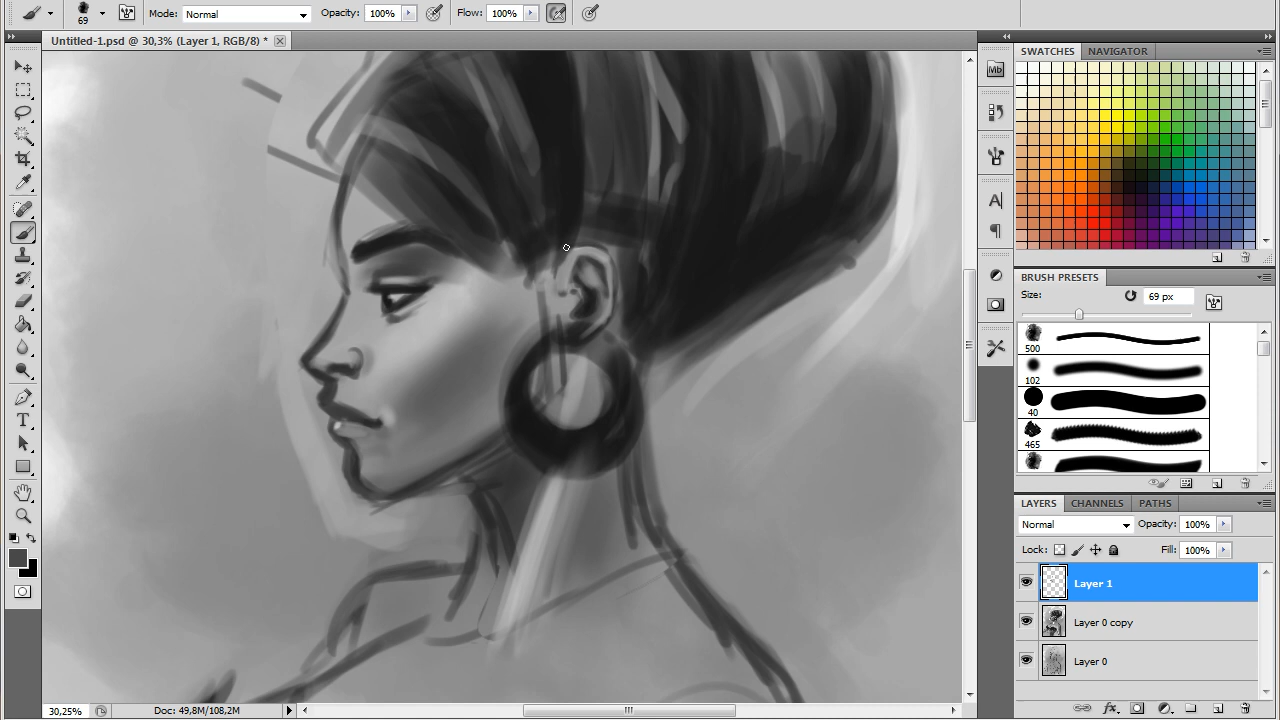 69 Mode: Normal Opacity: 100% Flow: 100%
Untitled-1.psd @ 30,3% (Layer 1, RGB/8) *
SWATCHES NAVIGATOR
Mb
A
¶
T
BRUSH PRESETS
Size: 69 px
500
102
40
465
LAYERS CHANNELS PATHS
Normal Opacity: 100%
Lock: Fill: 100%
Layer 1
Layer 0 copy
Layer 0
fx
30,25% Doc: 49,8M/108,2M